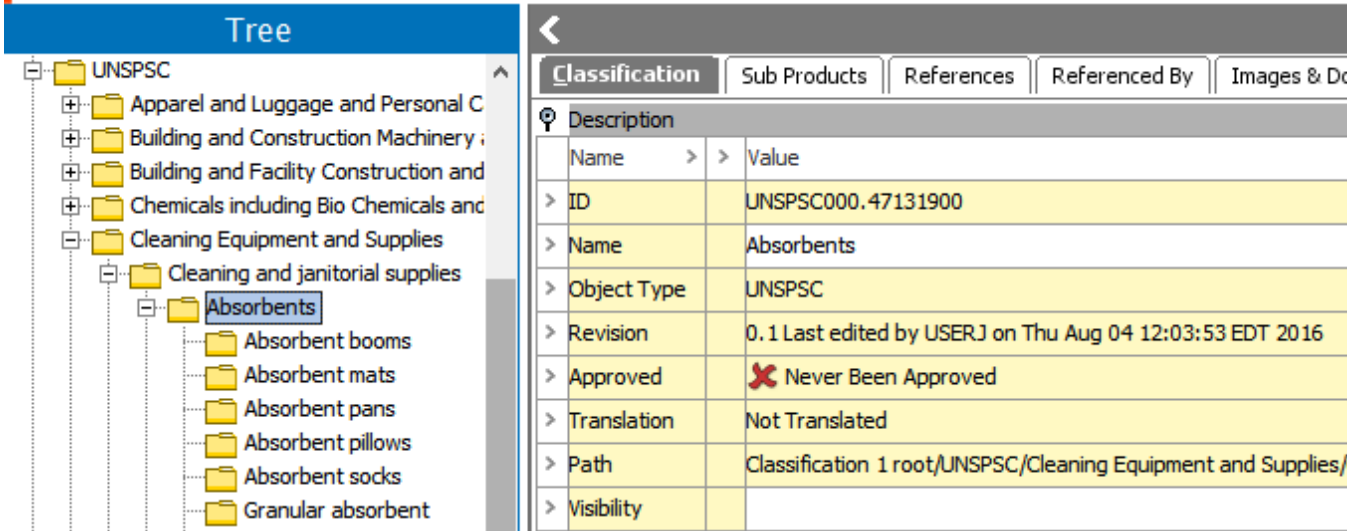 Tree
UNSPSC
Apparel and Luggage and Personal C
Building and Construction Machinery
Building and Facility Construction and
Chemicals including Bio Chemicals and
Cleaning Equipment and Supplies
Cleaning and janitorial supplies
Absorbents
Absorbent booms
Absorbent mats
Absorbent pans
Absorbent pillows
Absorbent socks
Granular absorbent
Classification Sub Products References Referenced By Images & Do
Description
Name > > Value
> ID UNSPSC000.47131900
> Name Absorbents
> Object Type UNSPSC
> Revision 0.1 Last edited by USERJ on Thu Aug 04 12:03:53 EDT 2016
> Approved Never Been Approved
> Translation Not Translated
> Path Classification 1 root/UNSPSC/Cleaning Equipment and Supplies/
> Visibility